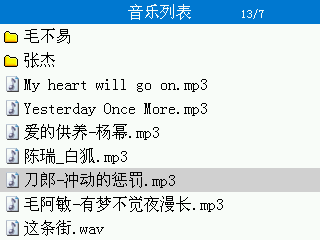 音乐列表 13/7
毛不易
张杰
My heart will go on.mp3
Yesterday Once More.mp3
爱的供养-杨幂.mp3
陈瑞_白狐.mp3
刀郎-冲动的惩罚.mp3
毛阿敏-有梦不觉夜漫长.mp3
这条街.wav